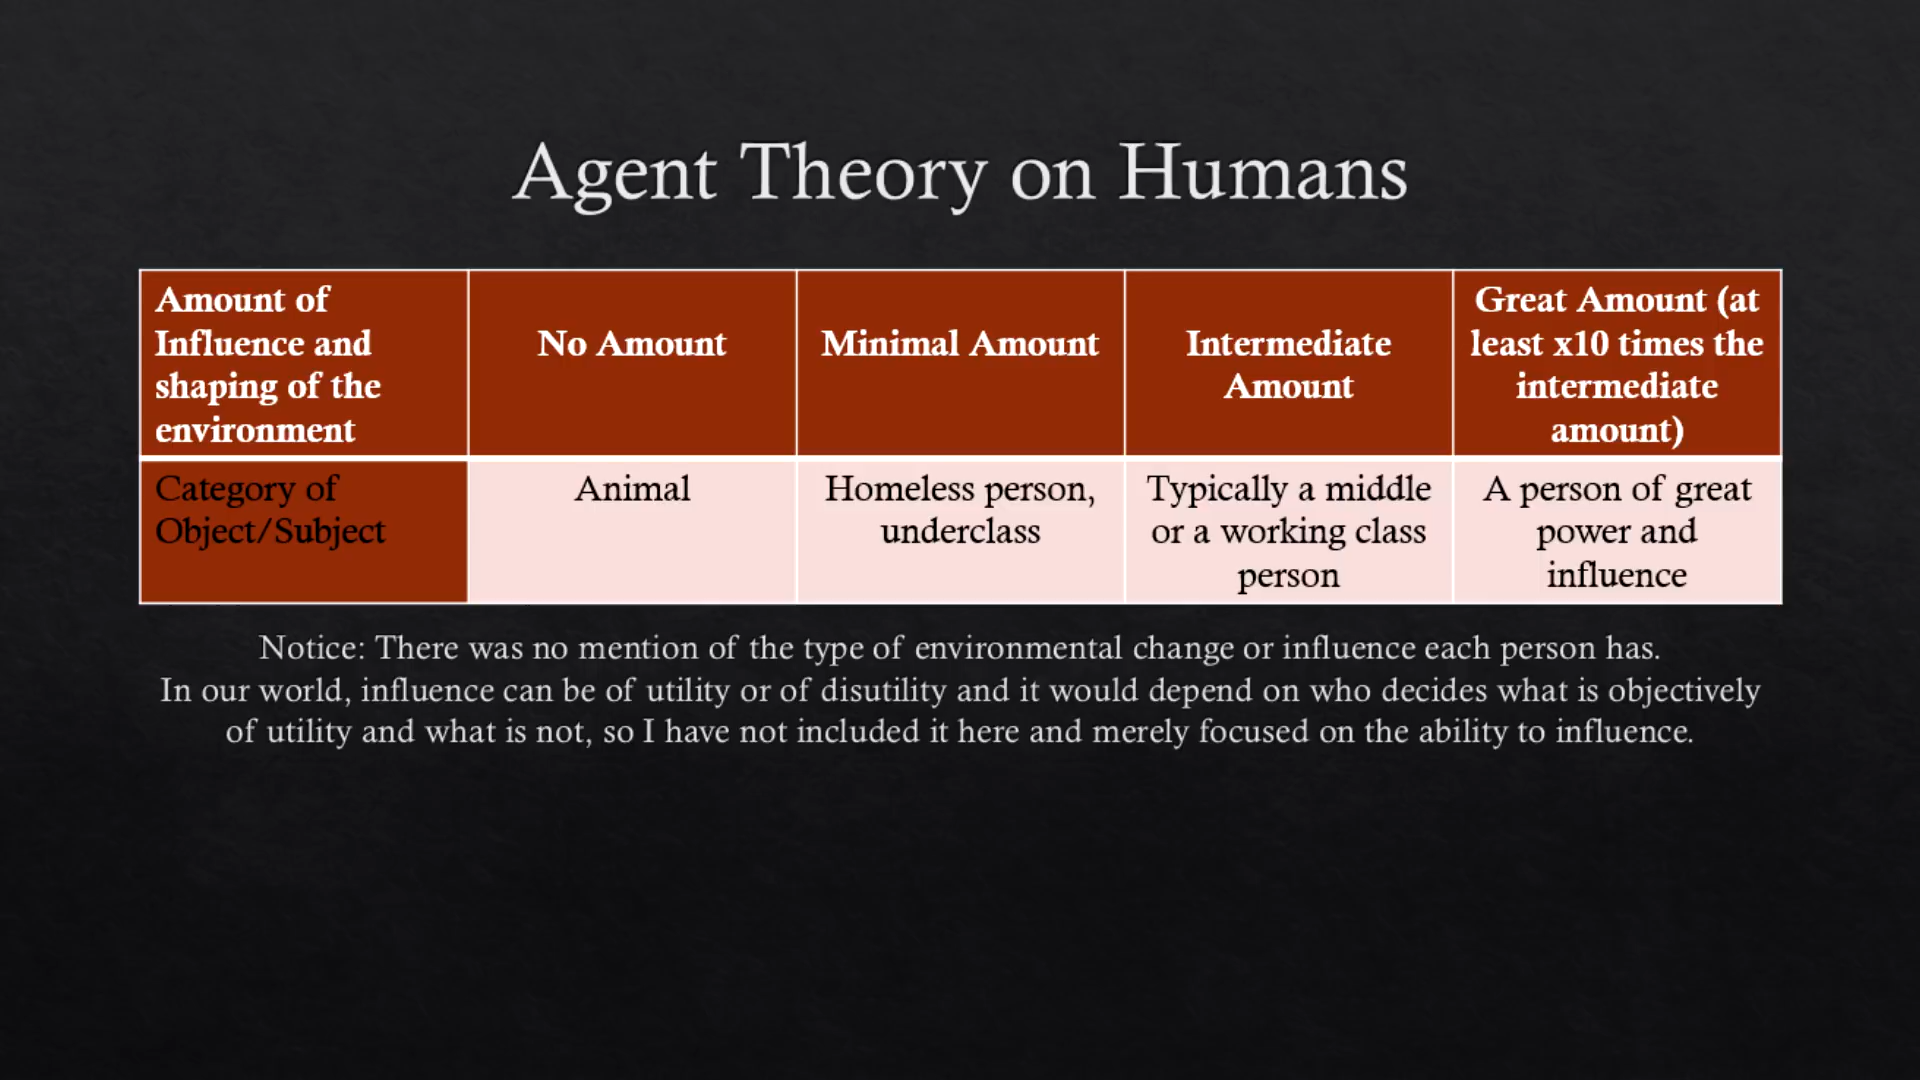 Agent Theory on Humans
Amount of
Influence and
shaping of the
environment
No Amount
Minimal Amount
Intermediate
Amount
Great Amount (at
least x10 times the
intermediate
amount)
Category of
Object/Subject
Animal
Homeless person,
underclass
Typically a middle
or a working class
person
A person of great
power and
influence
Notice: There was no mention of the type of environmental change or influence each person has.
In our world, influence can be of utility or of disutility and it would depend on who decides what is objectively
of utility and what is not, so I have not included it here and merely focused on the ability to influence.